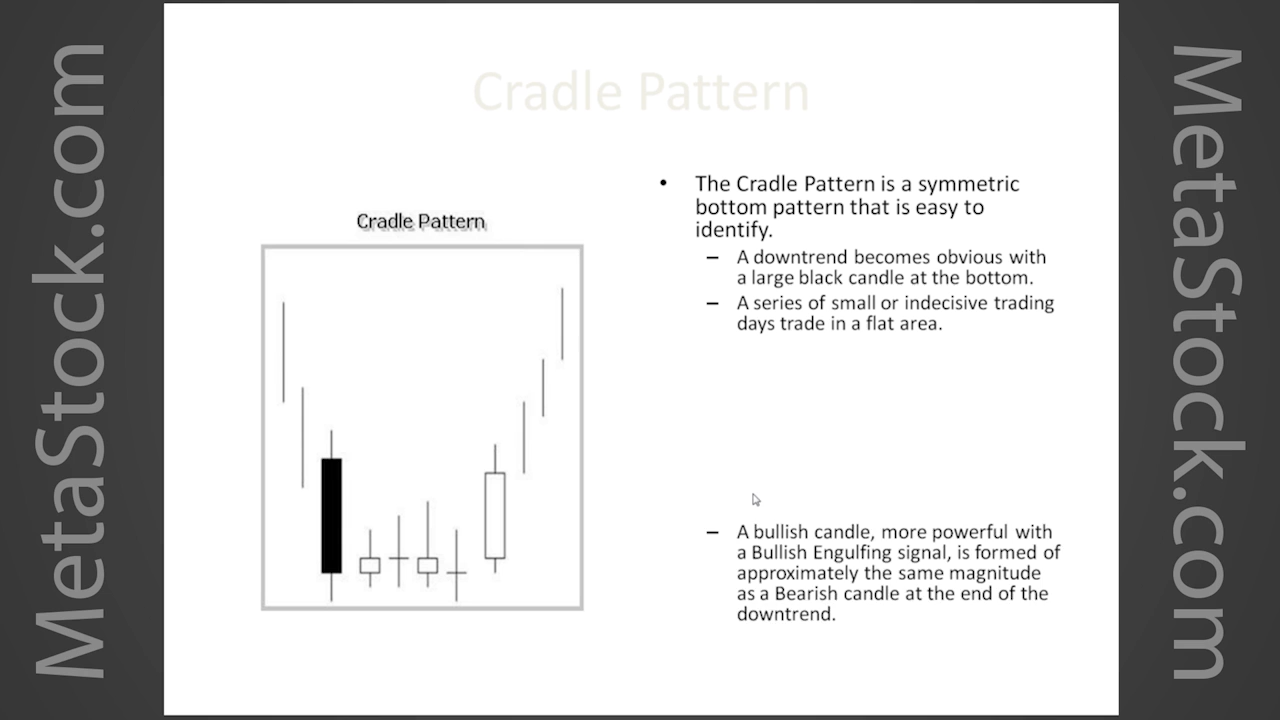 MetaStock.com
Cradle Pattern
Cradle Pattern
• The Cradle Pattern is a symmetric
bottom pattern that is easy to
identify.
– A downtrend becomes obvious with
a large black candle at the bottom.
– A series of small or indecisive trading
days trade in a flat area.
– A bullish candle, more powerful with
a Bullish Engulfing signal, is formed of
approximately the same magnitude
as a Bearish candle at the end of the
downtrend.
MetaStock.com